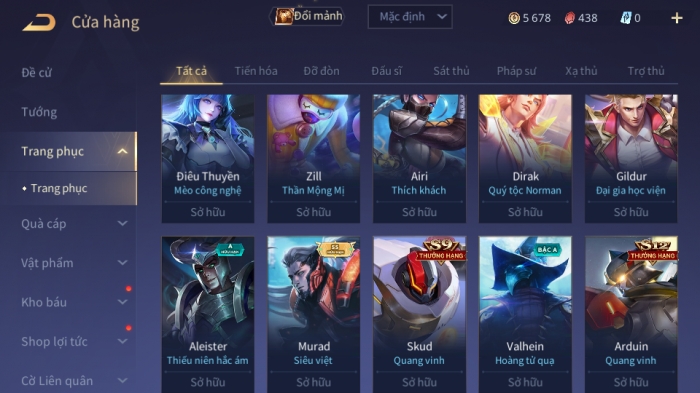 Cửa hàng
Đổi mảnh
Mặc định
5 678
438
0
Đề cử
Tướng
Trang phục
Trang phục
Quà cáp
Vật phẩm
Kho báu
Shop lợi tức
Cờ Liên quân
Tất cả
Tiến hóa
Đỡ đòn
Đấu sĩ
Sát thủ
Pháp sư
Xạ thủ
Trợ thủ
Điêu Thuyền
Mèo công nghệ
Sở hữu
Zill
Thần Mộng Mị
Sở hữu
Airi
Thích khách
Sở hữu
Dirak
Quý tộc Norman
Sở hữu
Gildur
Đại gia học viện
Sở hữu
A
Aleister
Thiếu niên hắc ám
Sở hữu
Murad
Siêu việt
Sở hữu
S9
THƯỞNG HẠNG
Skud
Quang vinh
Sở hữu
BẬC A
Valhein
Hoàng tử quạ
Sở hữu
S12
THƯỞNG HẠNG
Arduin
Quang vinh
Sở hữu